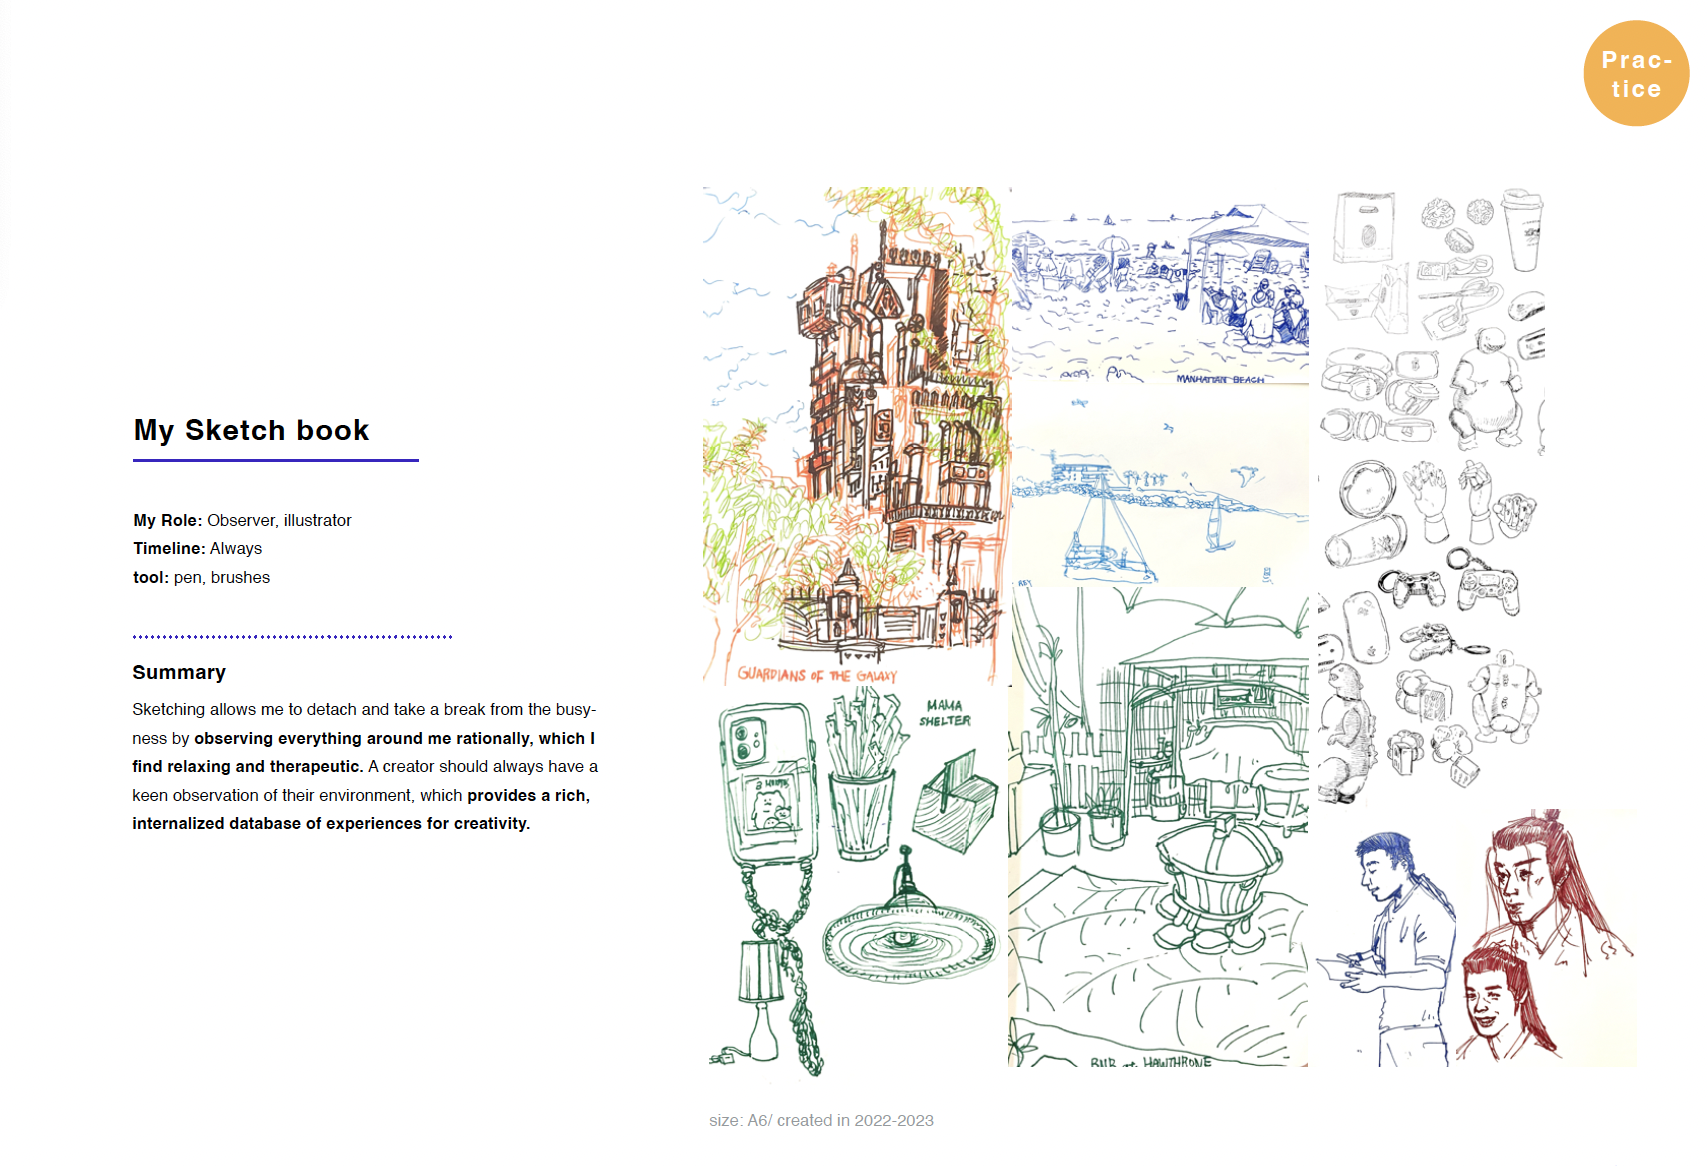 Prac-
tice
My Sketch book
My Role: Observer, illustrator
Timeline: Always
tool: pen, brushes
Summary
Sketching allows me to detach and take a break from the busy-
ness by observing everything around me rationally, which I
find relaxing and therapeutic. A creator should always have a
keen observation of their environment, which provides a rich,
internalized database of experiences for creativity.
GUARDIANS OF THE GALAXY
MANHATTAN BEACH
MAMA
SHELTER
HAWTHRONE
size: A6/ created in 2022-2023